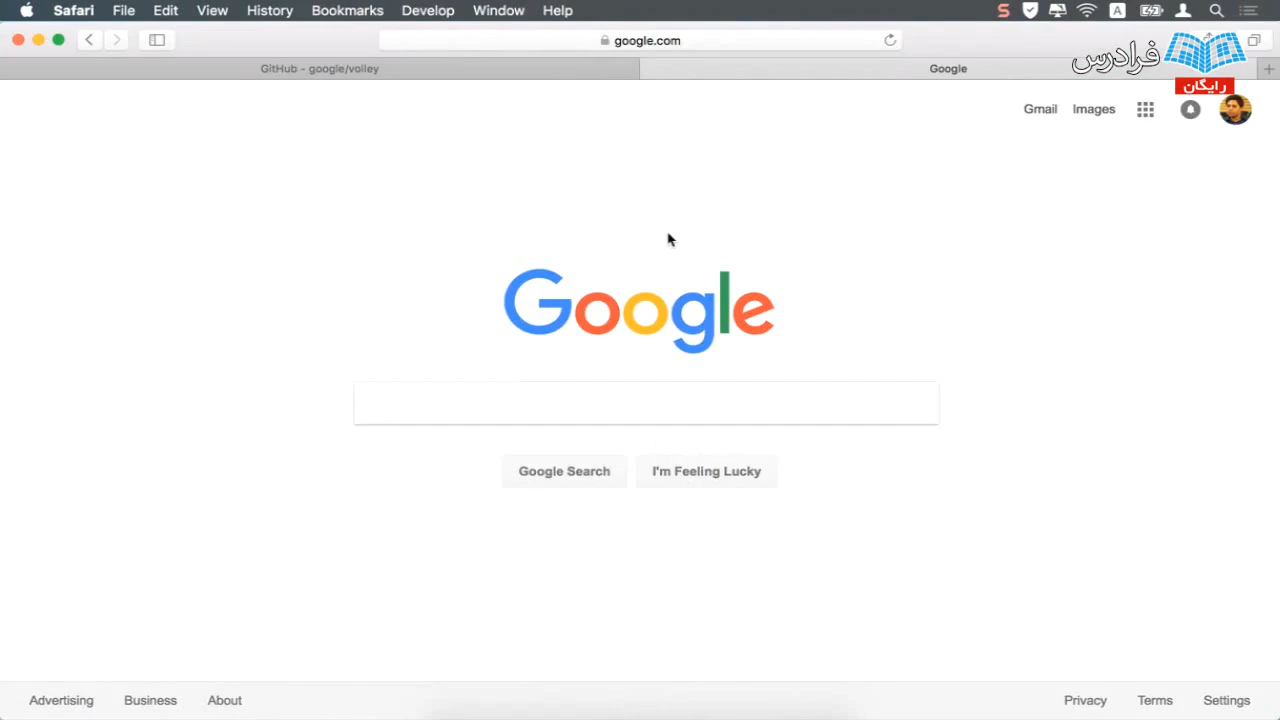 Safari File Edit View History Bookmarks Develop Window Help
google.com
GitHub - google/volley
Google
فرادرس
رایگان
Gmail Images
Google
Google Search I'm Feeling Lucky
Advertising Business About
Privacy Terms Settings